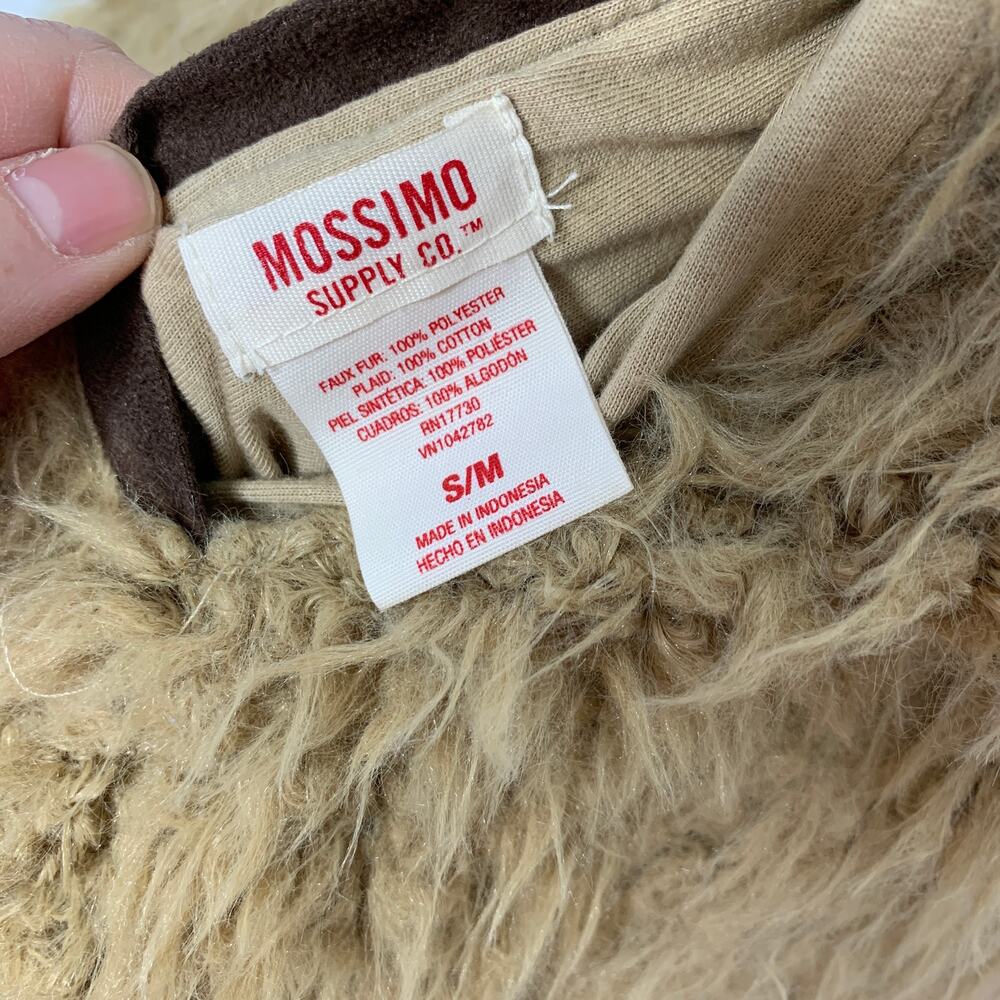 MOSSIMO
SUPPLY CO.™
FAUX FUR: 100% POLYESTER
PLAID: 100% COTTON
PIEL SINTÉTICA: 100% POLIÉSTER
CUADROS: 100% ALGODÓN
RN17730
VN1042782
S/M
MADE IN INDONESIA
HECHO EN INDONESIA